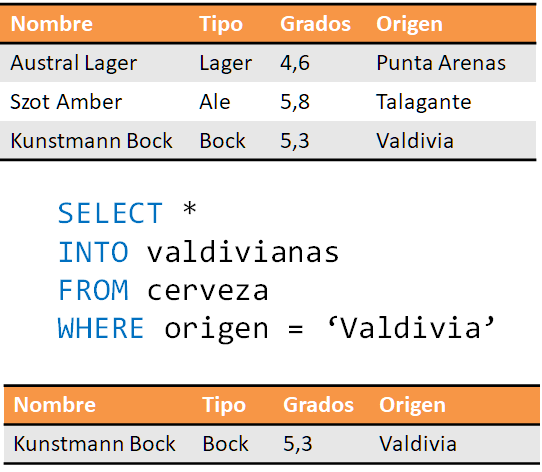 Nombre Tipo Grados Origen
Austral Lager Lager 4,6 Punta Arenas
Szot Amber Ale 5,8 Talagante
Kunstmann Bock Bock 5,3 Valdivia
SELECT *
INTO valdivianas
FROM cerveza
WHERE origen = ‘Valdivia’
Nombre Tipo Grados Origen
Kunstmann Bock Bock 5,3 Valdivia